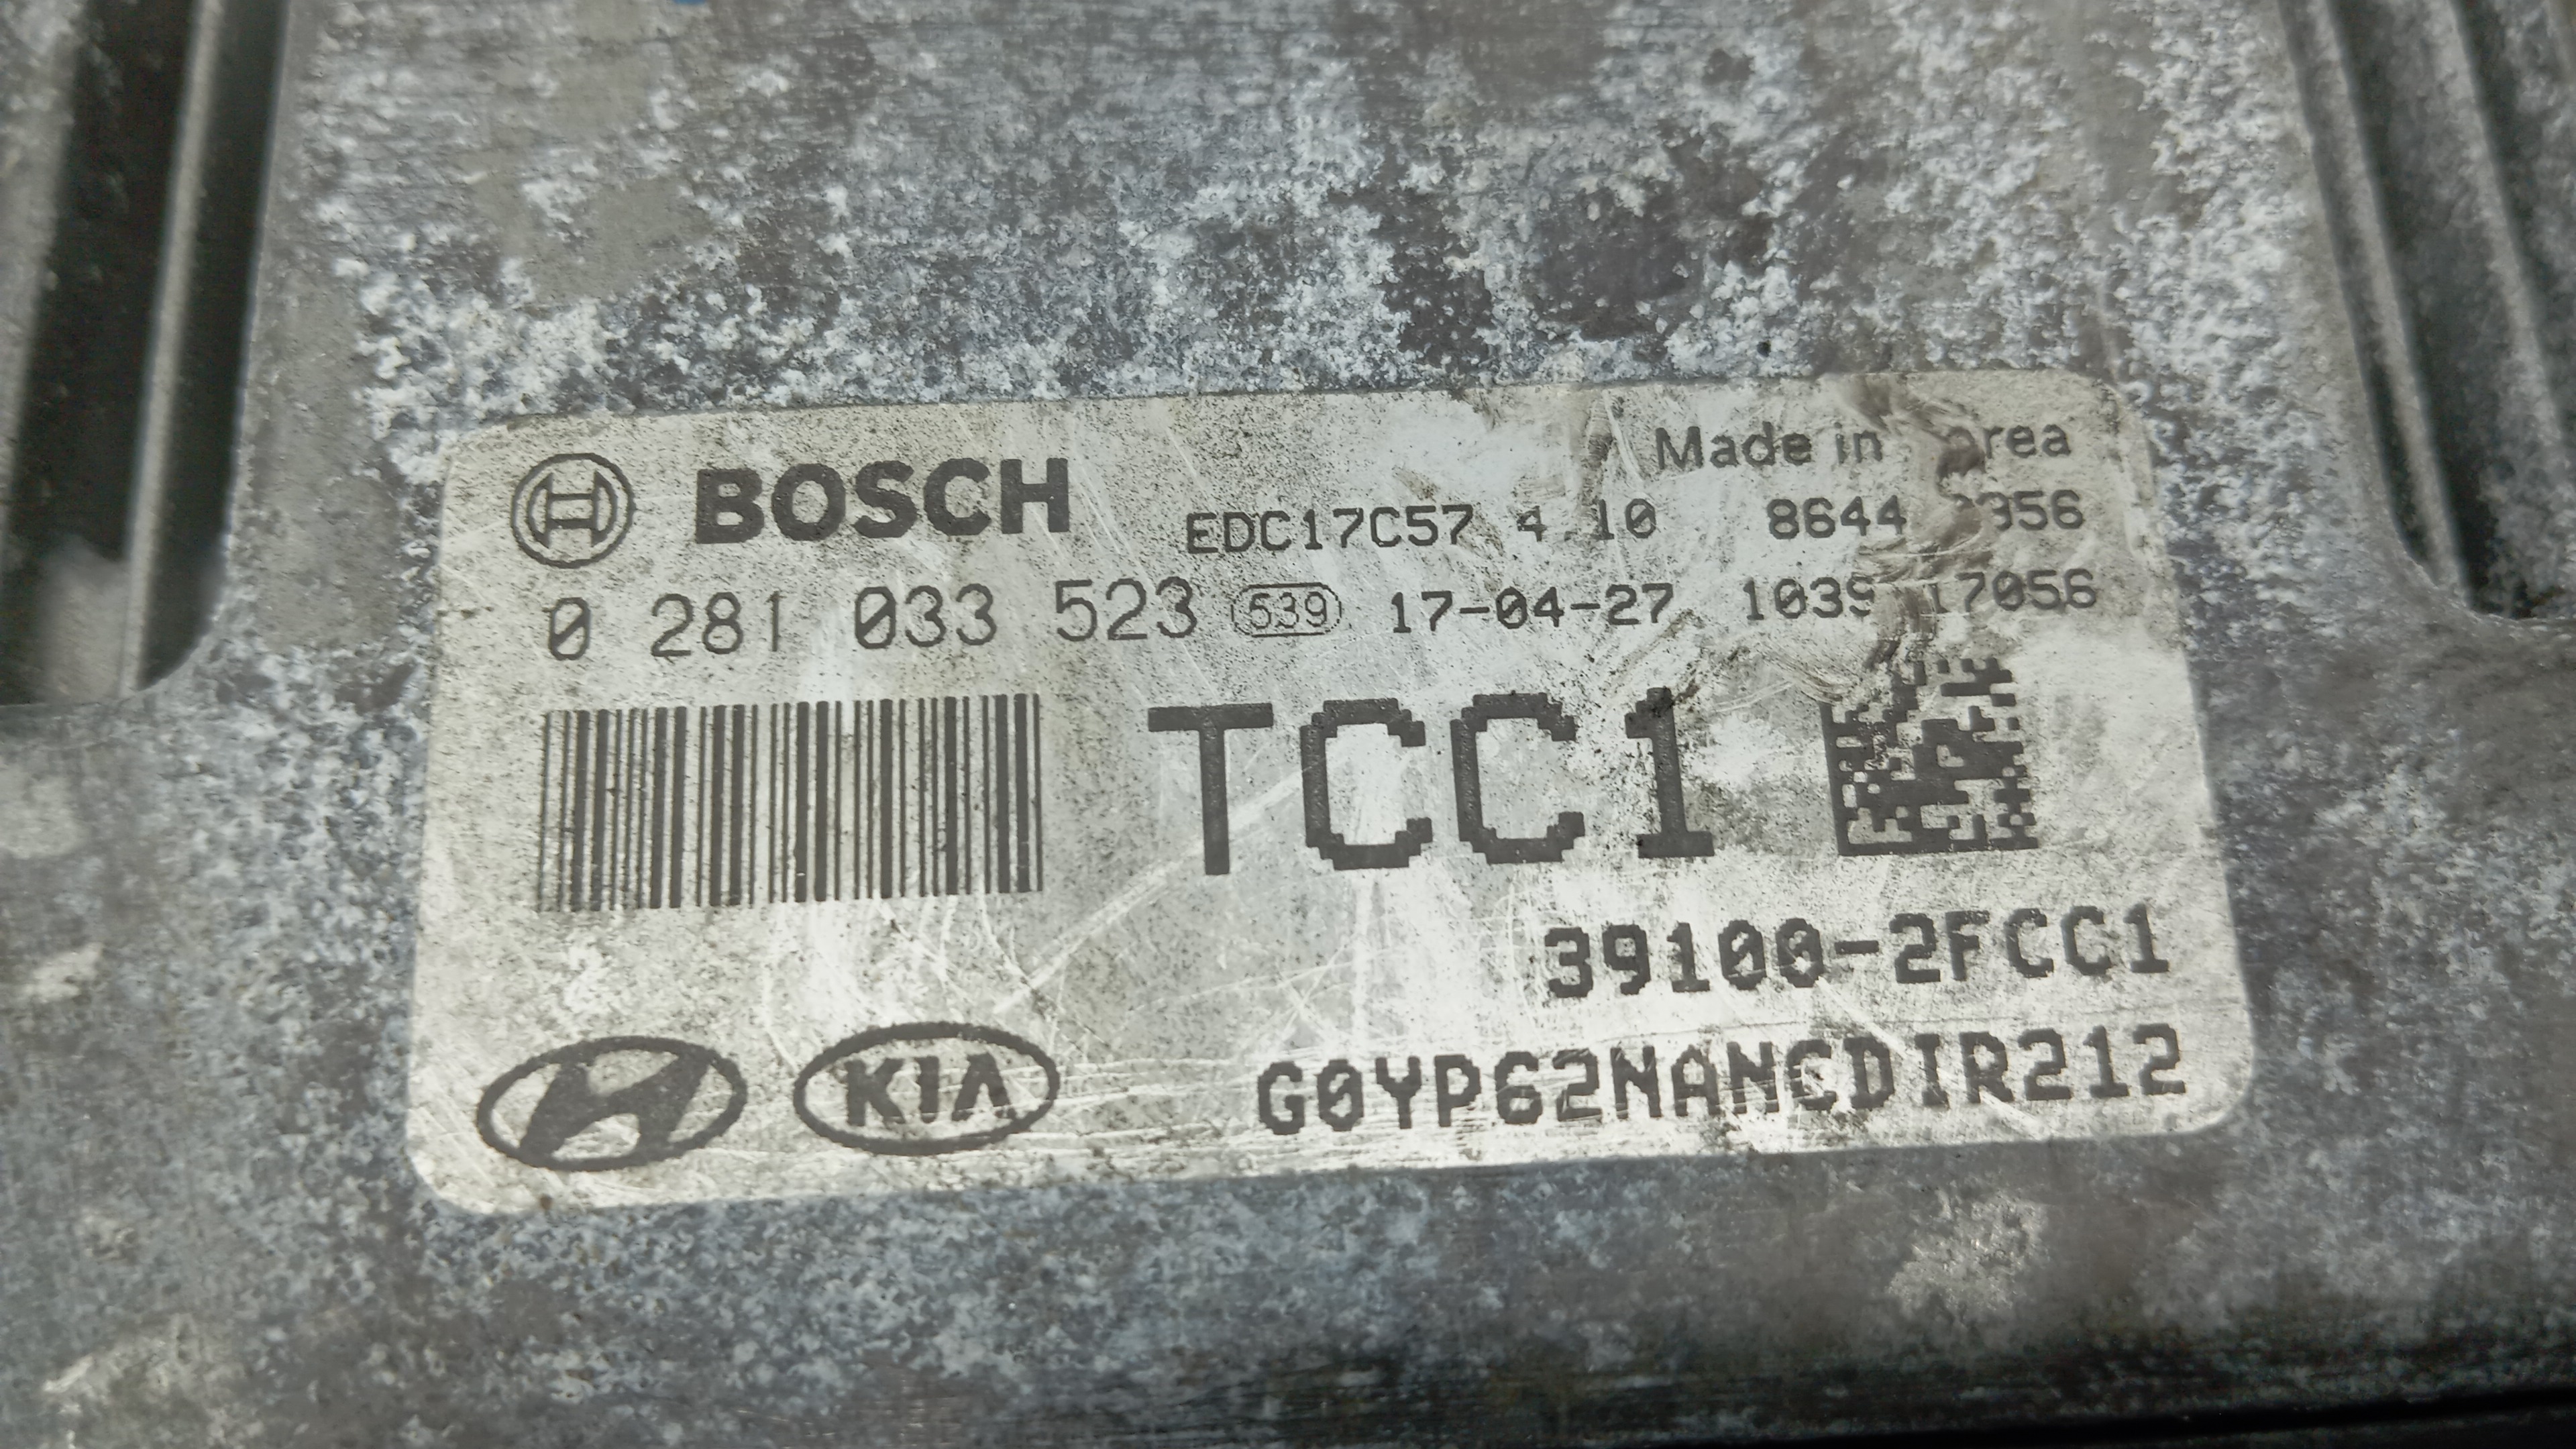 BOSCH
Made in
EDC17C57 4.10 8644
0 281 033 523 539 17-04-27
TCC1
39100-2FCC1
KIA G0YP62NANCDIR212